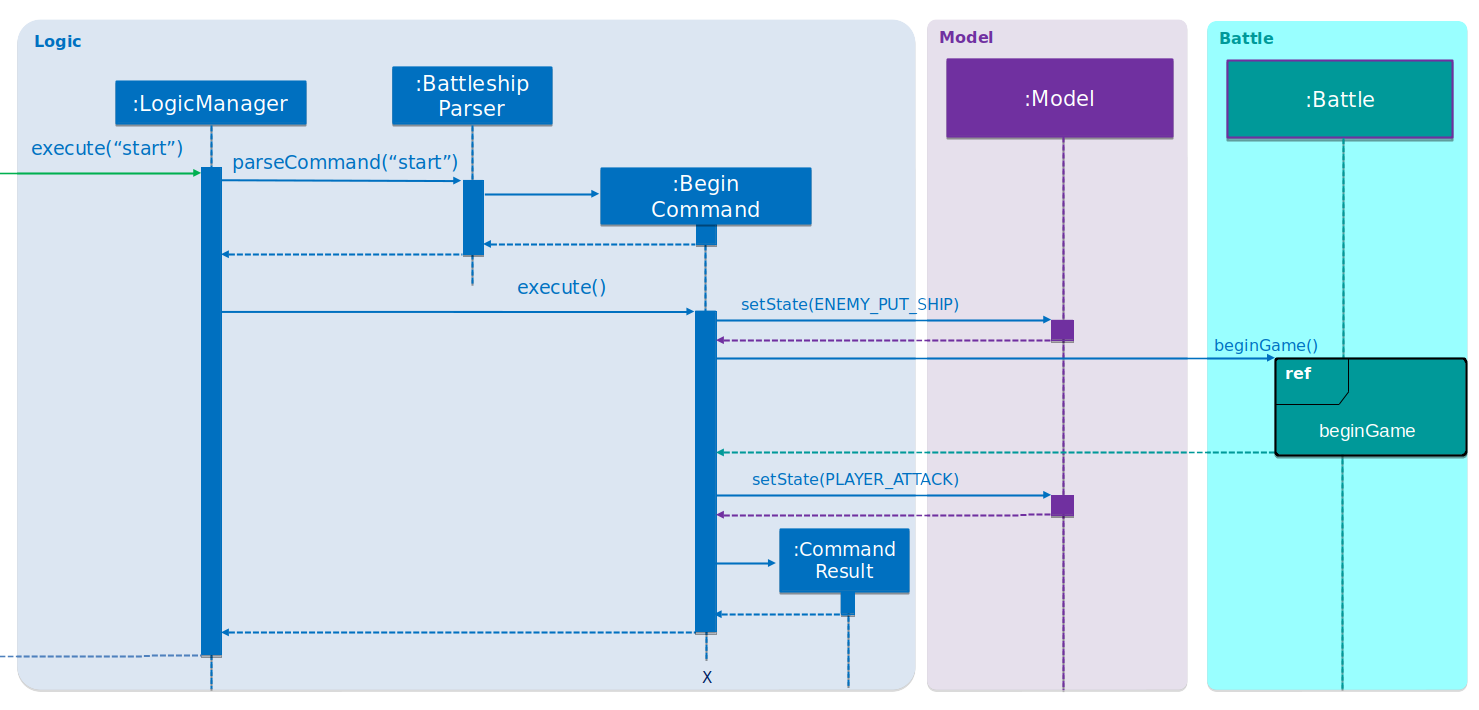 Logic
Model
Battle
:LogicManager
:Battleship
Parser
:Model
:Battle
execute(“start”)
parseCommand(“start”)
:Begin
Command
execute()
setState(ENEMY_PUT_SHIP)
beginGame()
ref
beginGame
setState(PLAYER_ATTACK)
:Command
Result
X